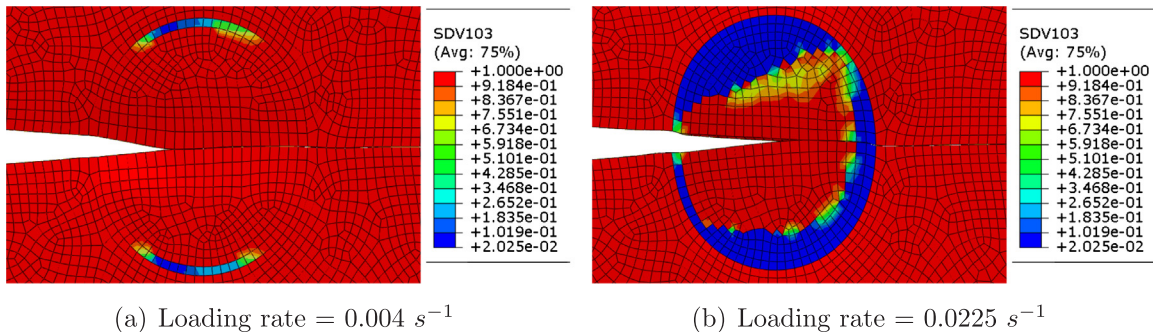 SDV103
(Avg: 75%)
+1.000e+00
+9.184e-01
+8.367e-01
+7.551e-01
+6.734e-01
+5.918e-01
+5.101e-01
+4.285e-01
+3.468e-01
+2.652e-01
+1.835e-01
+1.019e-01
+2.025e-02
SDV103
(Avg: 75%)
+1.000e+00
+9.184e-01
+8.367e-01
+7.551e-01
+6.734e-01
+5.918e-01
+5.101e-01
+4.285e-01
+3.468e-01
+2.652e-01
+1.835e-01
+1.019e-01
+2.025e-02
(a) Loading rate = 0.004 s⁻¹
(b) Loading rate = 0.0225 s⁻¹